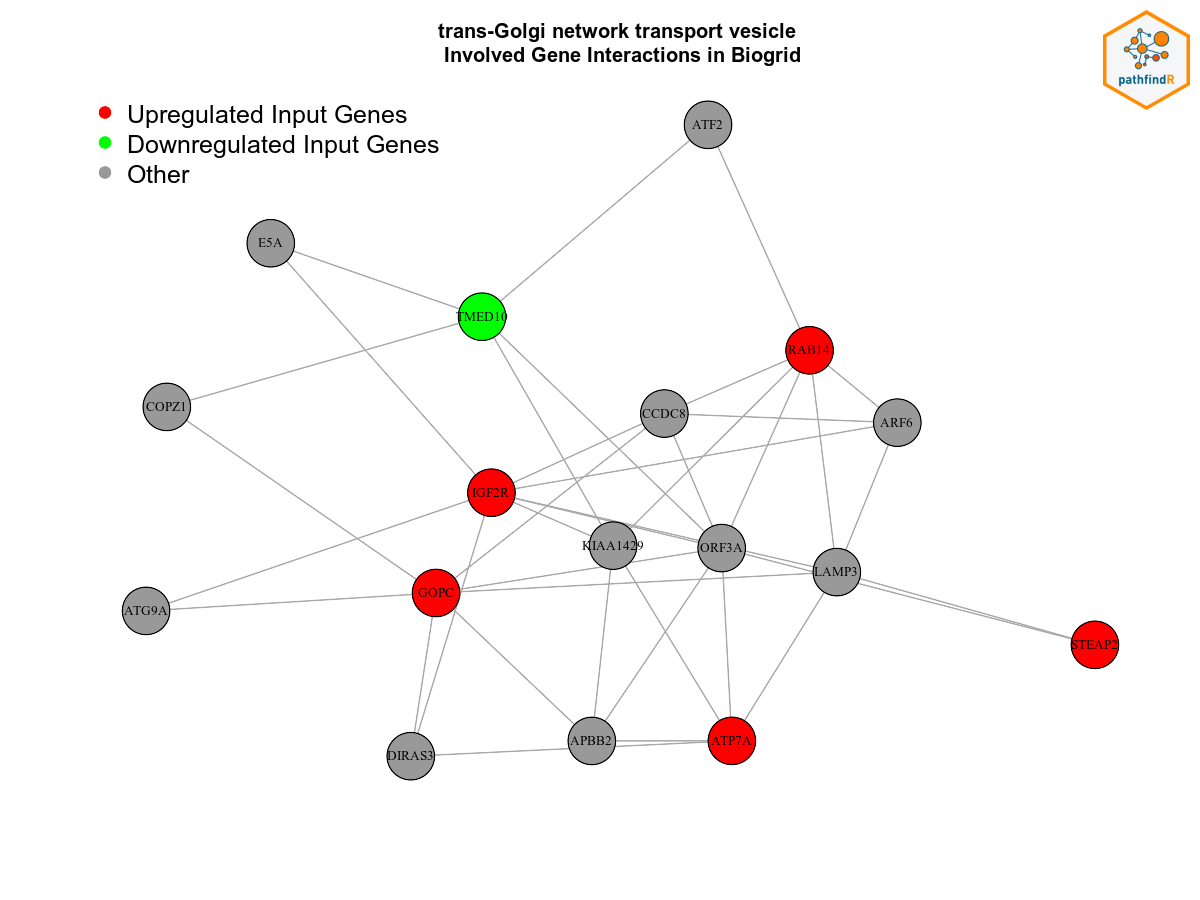 trans-Golgi network transport vesicle
Involved Gene Interactions in Biogrid
pathfindR
Upregulated Input Genes
Downregulated Input Genes
Other
ATF2
E5A
TMED10
RAB14
COPZ1
CCDC8
ARF6
IGF2R
KIAA1429
ORF3A
LAMP3
GOPC
ATG9A
STEAP2
DIRAS3
APBB2
ATP7A